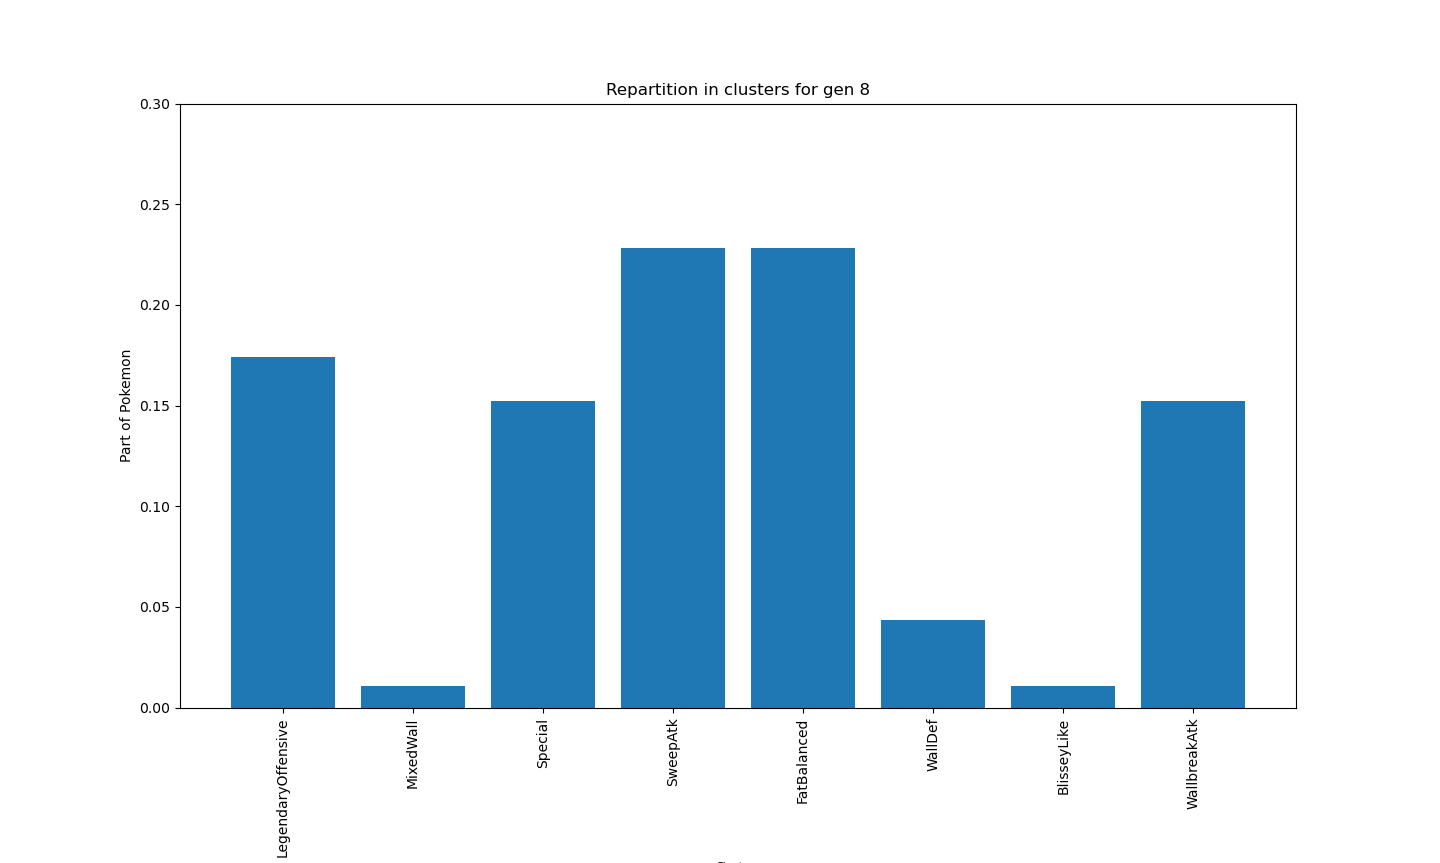 Repartition in clusters for gen 8
0.30
0.25
0.20
0.15
0.10
0.05
0.00
Part of Pokemon
LegendaryOffensive
MixedWall
Special
SweepAtk
FatBalanced
WallDef
BlisseyLike
WallbreakAtk